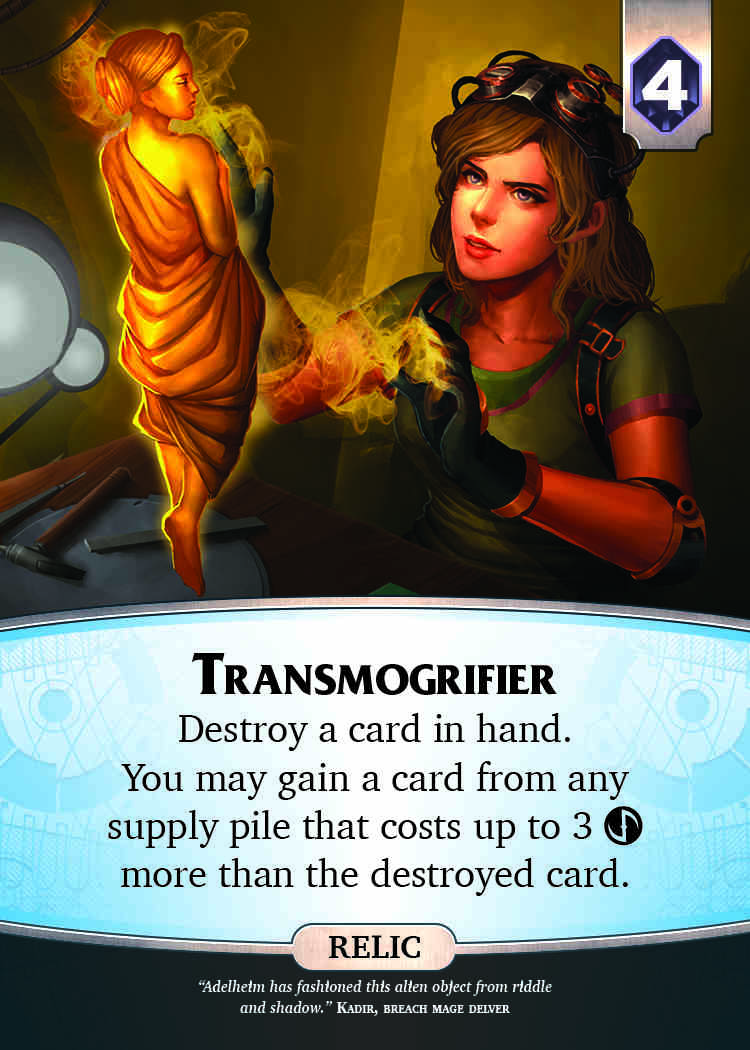 4
Transmogrifier
Destroy a card in hand.
You may gain a card from any
supply pile that costs up to 3
more than the destroyed card.
RELIC
“Adelheim has fashioned this alien object from riddle
and shadow.” Kadir, breach mage delver